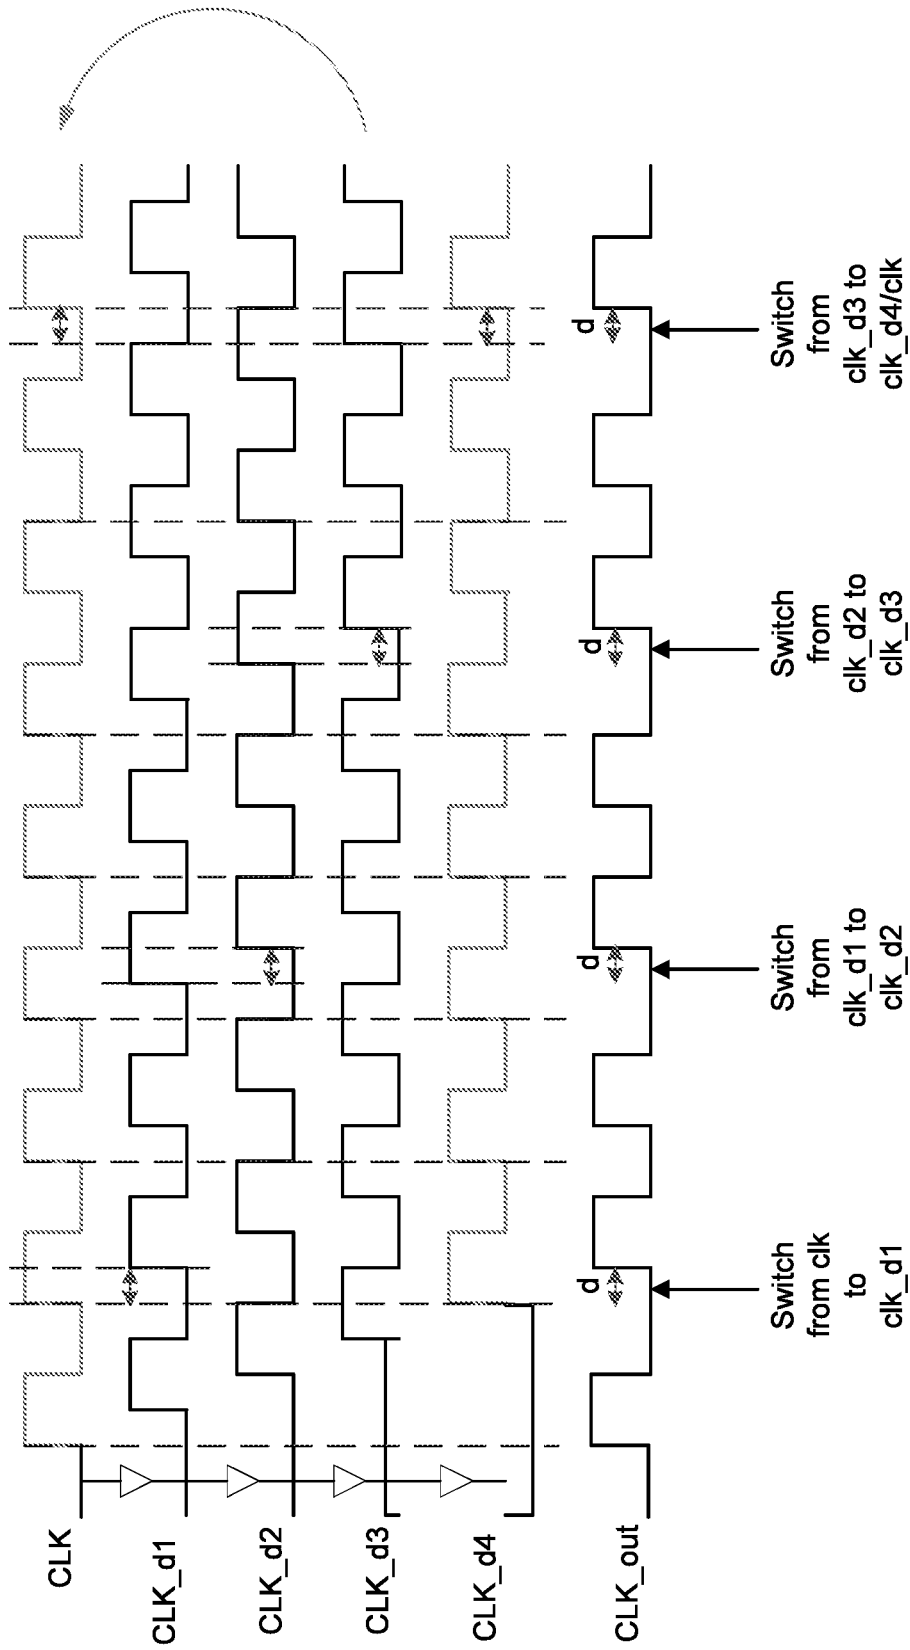 CLK
CLK_d1
CLK_d2
CLK_d3
CLK_d4
CLK_out
d
d
d
d
Switch
from clk
to
clk_d1
Switch
from
clk_d1 to
clk_d2
Switch
from
clk_d2 to
clk_d3
Switch
from
clk_d3 to
clk_d4/clk